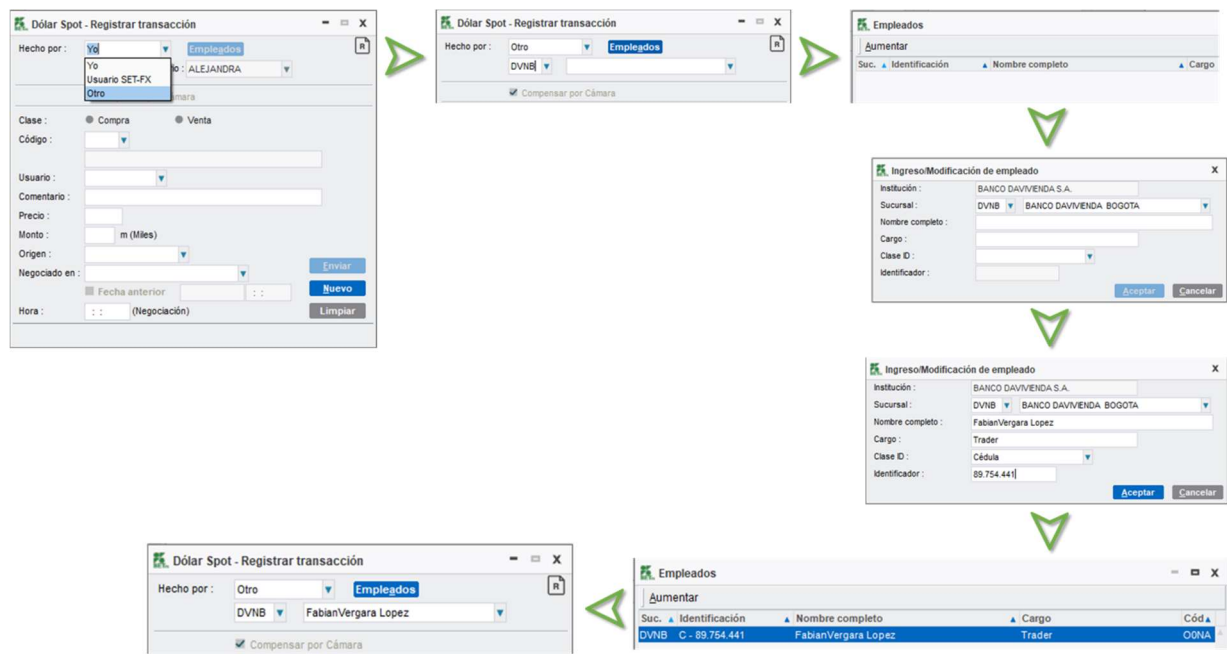 Dólar Spot - Registrar transacción
Hecho por : Yo Empleados R
Yo
Usuario SET-FX
Otro
io : ALEJANDRA
ámara
Clase : Compra Venta
Código :
Usuario :
Comentario :
Precio :
Monto : m (Miles)
Origen :
Enviar
Negociado en :
Fecha anterior : :
Nuevo
Hora : : : (Negociación) Limpiar
Dólar Spot - Registrar transacción
Hecho por : Otro Empleados R
DVNB
Compensar por Cámara
Empleados
Aumentar
Suc. Identificación Nombre completo Cargo
Ingreso/Modificación de empleado X
Institución : BANCO DAVIVIENDA S.A.
Sucursal : DVNB BANCO DAVIVIENDA BOGOTA
Nombre completo :
Cargo :
Clase ID :
Identificador :
Aceptar Cancelar
Ingreso/Modificación de empleado X
Institución : BANCO DAVIVIENDA S.A.
Sucursal : DVNB BANCO DAVIVIENDA BOGOTA
Nombre completo : FabianVergara Lopez
Cargo : Trader
Clase ID : Cédula
Identificador : 89.754.441
Aceptar Cancelar
Empleados
Aumentar
Suc. Identificación Nombre completo Cargo Cód
DVNB C - 89.754.441 FabianVergara Lopez Trader O0NA
Dólar Spot - Registrar transacción
Hecho por : Otro Empleados R
DVNB FabianVergara Lopez
Compensar por Cámara